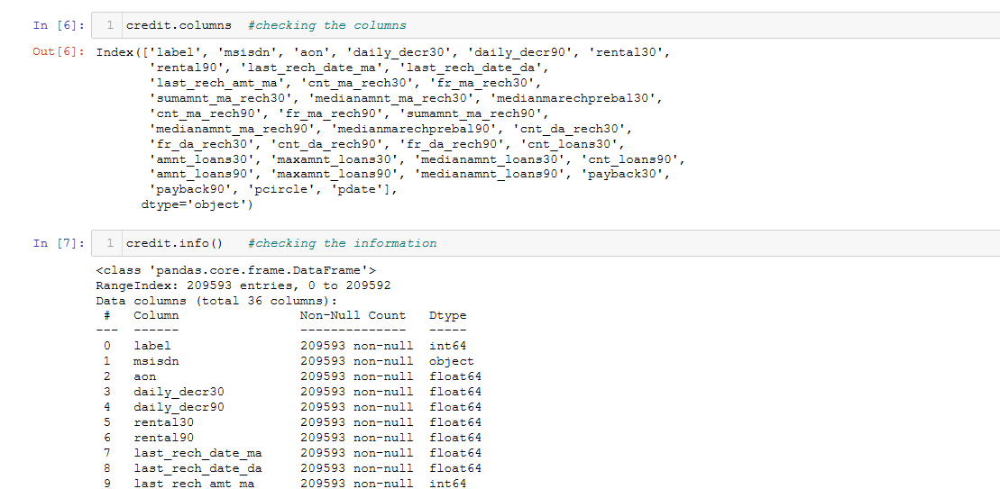 In [6]: 1 credit.columns #checking the columns
Out[6]: Index(['label', 'msisdn', 'aon', 'daily_decr30', 'daily_decr90', 'rental30',
'rental90', 'last_rech_date_ma', 'last_rech_date_da',
'last_rech_amt_ma', 'cnt_ma_rech30', 'fr_ma_rech30',
'sumamnt_ma_rech30', 'medianamnt_ma_rech30', 'medianmarechprebal30',
'cnt_ma_rech90', 'fr_ma_rech90', 'sumamnt_ma_rech90',
'medianamnt_ma_rech90', 'medianmarechprebal90', 'cnt_da_rech30',
'fr_da_rech30', 'cnt_da_rech90', 'fr_da_rech90', 'cnt_loans30',
'amnt_loans30', 'maxamnt_loans30', 'medianamnt_loans30', 'cnt_loans90',
'amnt_loans90', 'maxamnt_loans90', 'medianamnt_loans90', 'payback30',
'payback90', 'pcircle', 'pdate'],
dtype='object')
In [7]: 1 credit.info() #checking the information
<class 'pandas.core.frame.DataFrame'>
RangeIndex: 209593 entries, 0 to 209592
Data columns (total 36 columns):
# Column Non-Null Count Dtype
--- ------ -------------- -----
0 label 209593 non-null int64
1 msisdn 209593 non-null object
2 aon 209593 non-null float64
3 daily_decr30 209593 non-null float64
4 daily_decr90 209593 non-null float64
5 rental30 209593 non-null float64
6 rental90 209593 non-null float64
7 last_rech_date_ma 209593 non-null float64
8 last_rech_date_da 209593 non-null float64
9 last_rech_amt_ma 209593 non-null int64